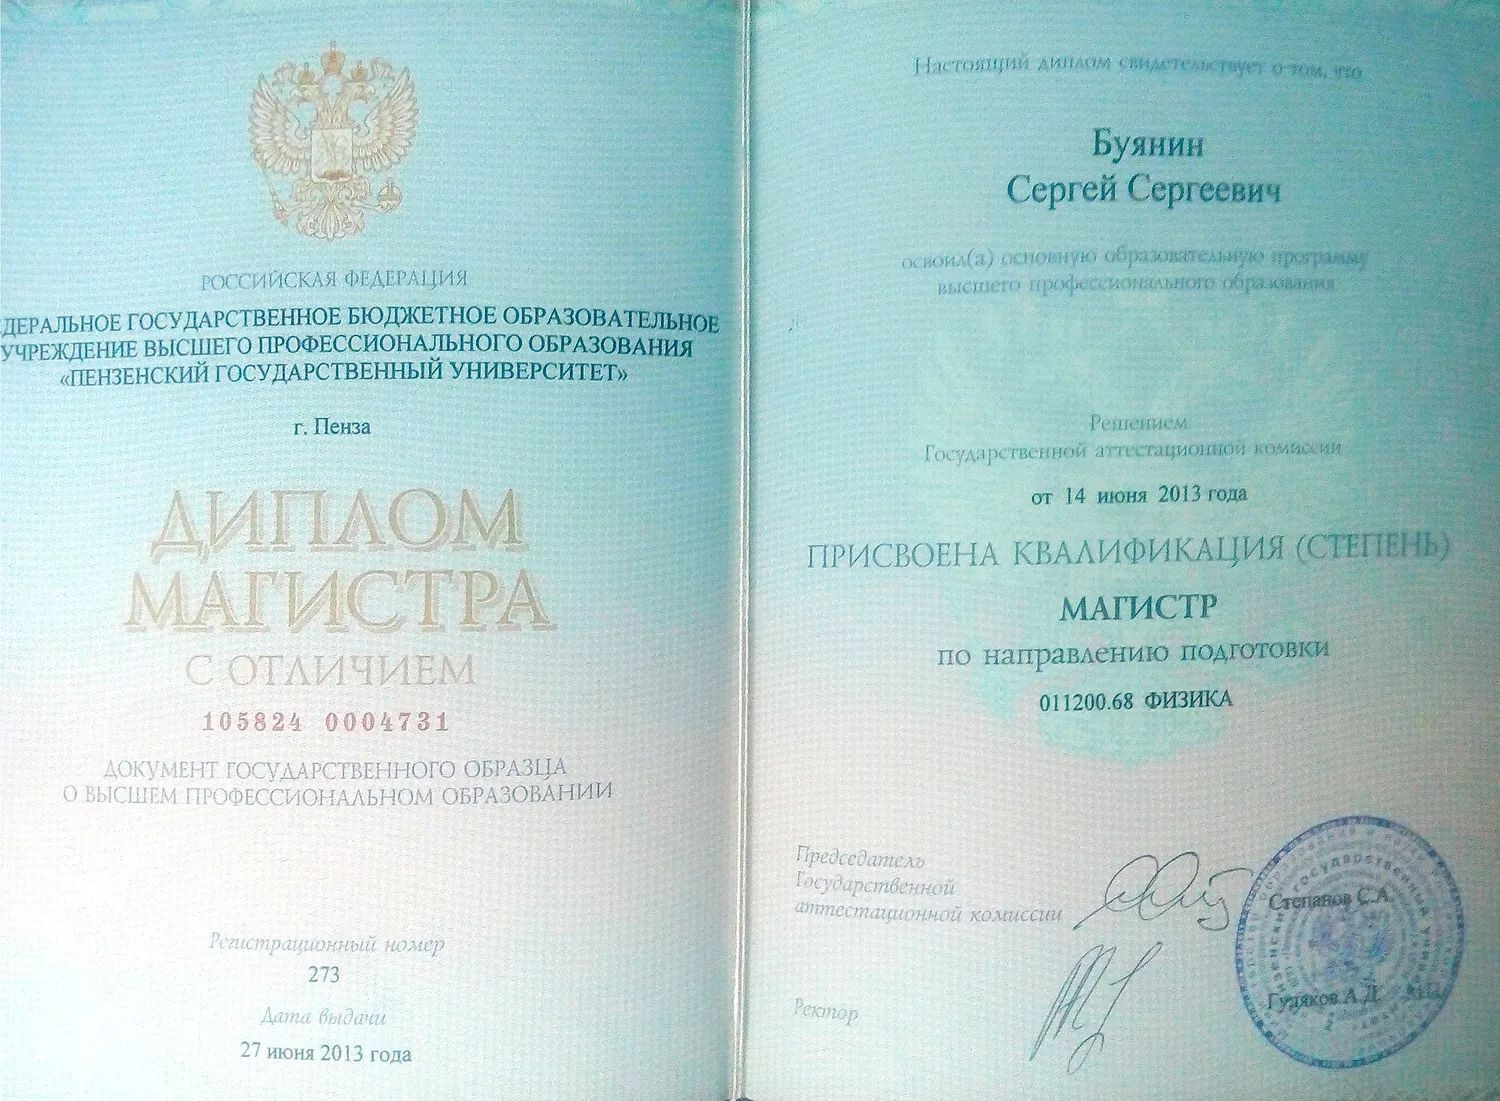 РОССИЙСКАЯ ФЕДЕРАЦИЯ
ДЕРАЛЬНОЕ ГОСУДАРСТВЕННОЕ БЮДЖЕТНОЕ ОБРАЗОВАТЕЛЬНОЕ
УЧРЕЖДЕНИЕ ВЫСШЕГО ПРОФЕССИОНАЛЬНОГО ОБРАЗОВАНИЯ
«ПЕНЗЕНСКИЙ ГОСУДАРСТВЕННЫЙ УНИВЕРСИТЕТ»
г. Пенза
ДИПЛОМ
МАГИСТРА
С ОТЛИЧИЕМ
105824 0004731
ДОКУМЕНТ ГОСУДАРСТВЕННОГО ОБРАЗЦА
О ВЫСШЕМ ПРОФЕССИОНАЛЬНОМ ОБРАЗОВАНИИ
Регистрационный номер
273
Дата выдачи
27 июня 2013 года
Настоящий диплом свидетельствует о том, что
Буянин
Сергей Сергеевич
освоил(а) основную образовательную программу
высшего профессионального образования
Решением
Государственной аттестационной комиссии
от 14 июня 2013 года
ПРИСВОЕНА КВАЛИФИКАЦИЯ (СТЕПЕНЬ)
МАГИСТР
по направлению подготовки
011200.68 ФИЗИКА
Председатель
Государственной
аттестационной комиссии
Степанов С.А.
Ректор
Гуляков А.Д.